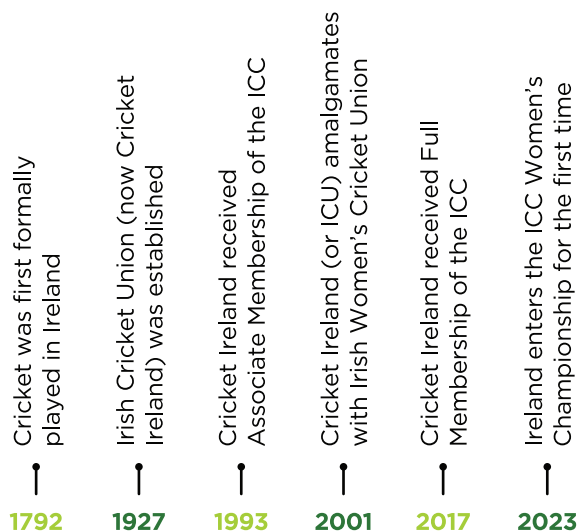 Cricket was first formally
played in Ireland
1792
Irish Cricket Union (now Cricket
Ireland) was established
1927
Cricket Ireland received
Associate Membership of the ICC
1993
Cricket Ireland (or ICU) amalgamates
with Irish Women's Cricket Union
2001
Cricket Ireland received Full
Membership of the ICC
2017
Ireland enters the ICC Women's
Championship for the first time
2023